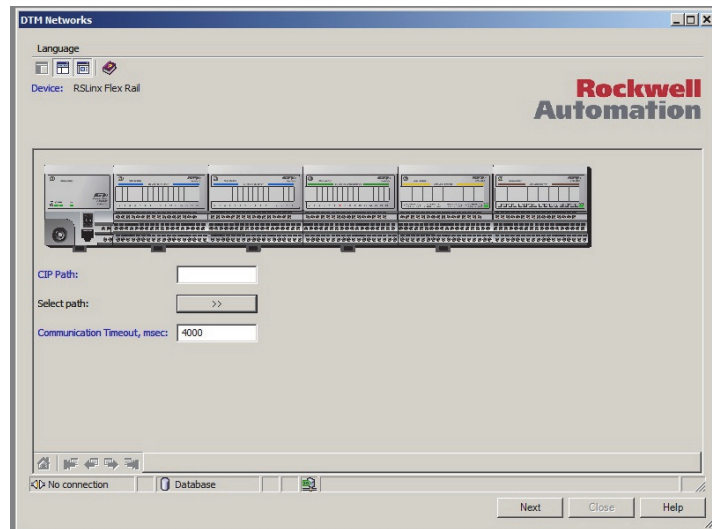 DTM Networks
Language
Device: RSLinx Flex Rail
Rockwell
Automation
CIP Path:
Select path: >>
Communication Timeout, msec: 4000
No connection Database
Next Close Help